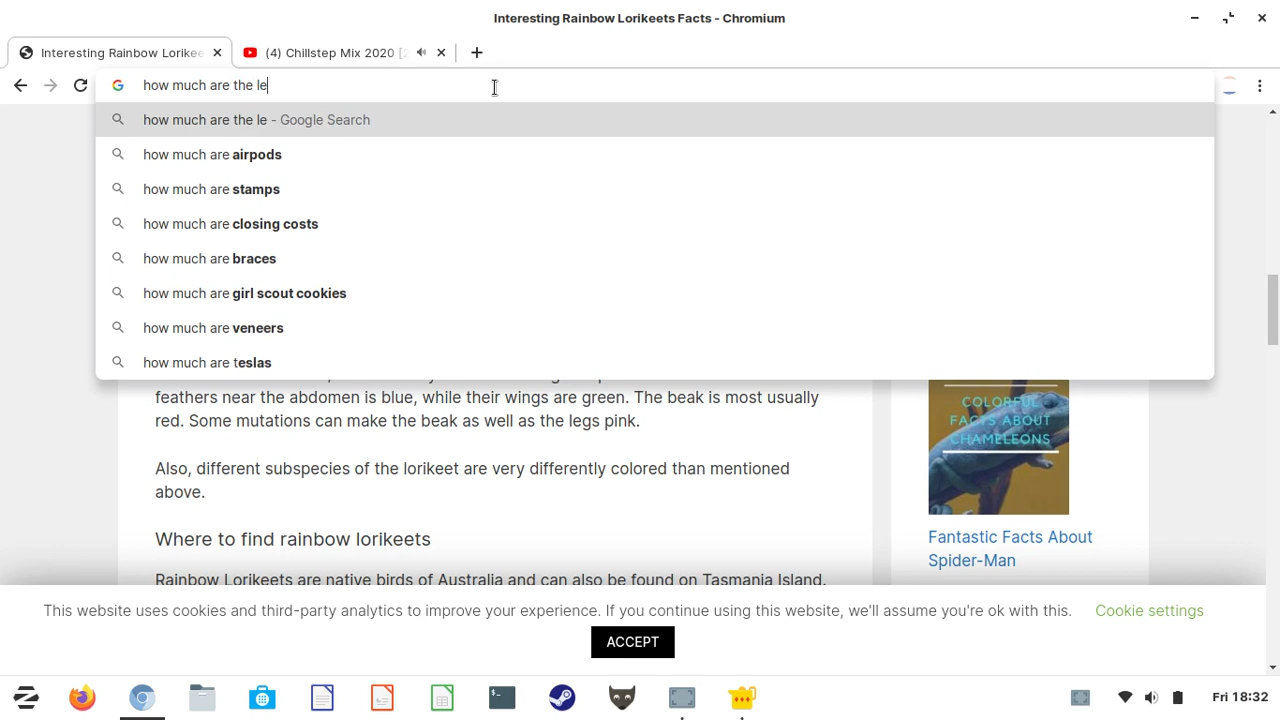 Interesting Rainbow Lorikeets Facts - Chromium
Interesting Rainbow Lorikee
(4) Chillstep Mix 2020 [2
how much are the le
how much are the le - Google Search
how much are airpods
how much are stamps
how much are closing costs
how much are braces
how much are girl scout cookies
how much are veneers
how much are teslas
feathers near the abdomen is blue, while their wings are green. The beak is most usually
red. Some mutations can make the beak as well as the legs pink.
Also, different subspecies of the lorikeet are very differently colored than mentioned
above.
Where to find rainbow lorikeets
Rainbow Lorikeets are native birds of Australia and can also be found on Tasmania Island.
COLORFUL
FACTS ABOUT
CHAMELEONS
Fantastic Facts About
Spider-Man
This website uses cookies and third-party analytics to improve your experience. If you continue using this website, we'll assume you're ok with this. Cookie settings
ACCEPT
Fri 18:32